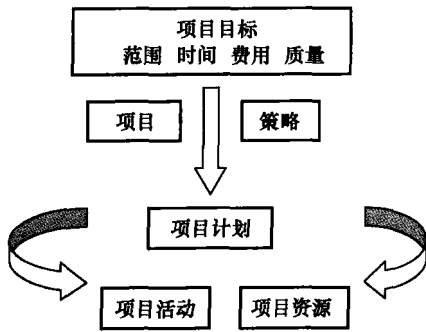 项目目标
范围 时间 费用 质量
项目
策略
项目计划
项目活动
项目资源